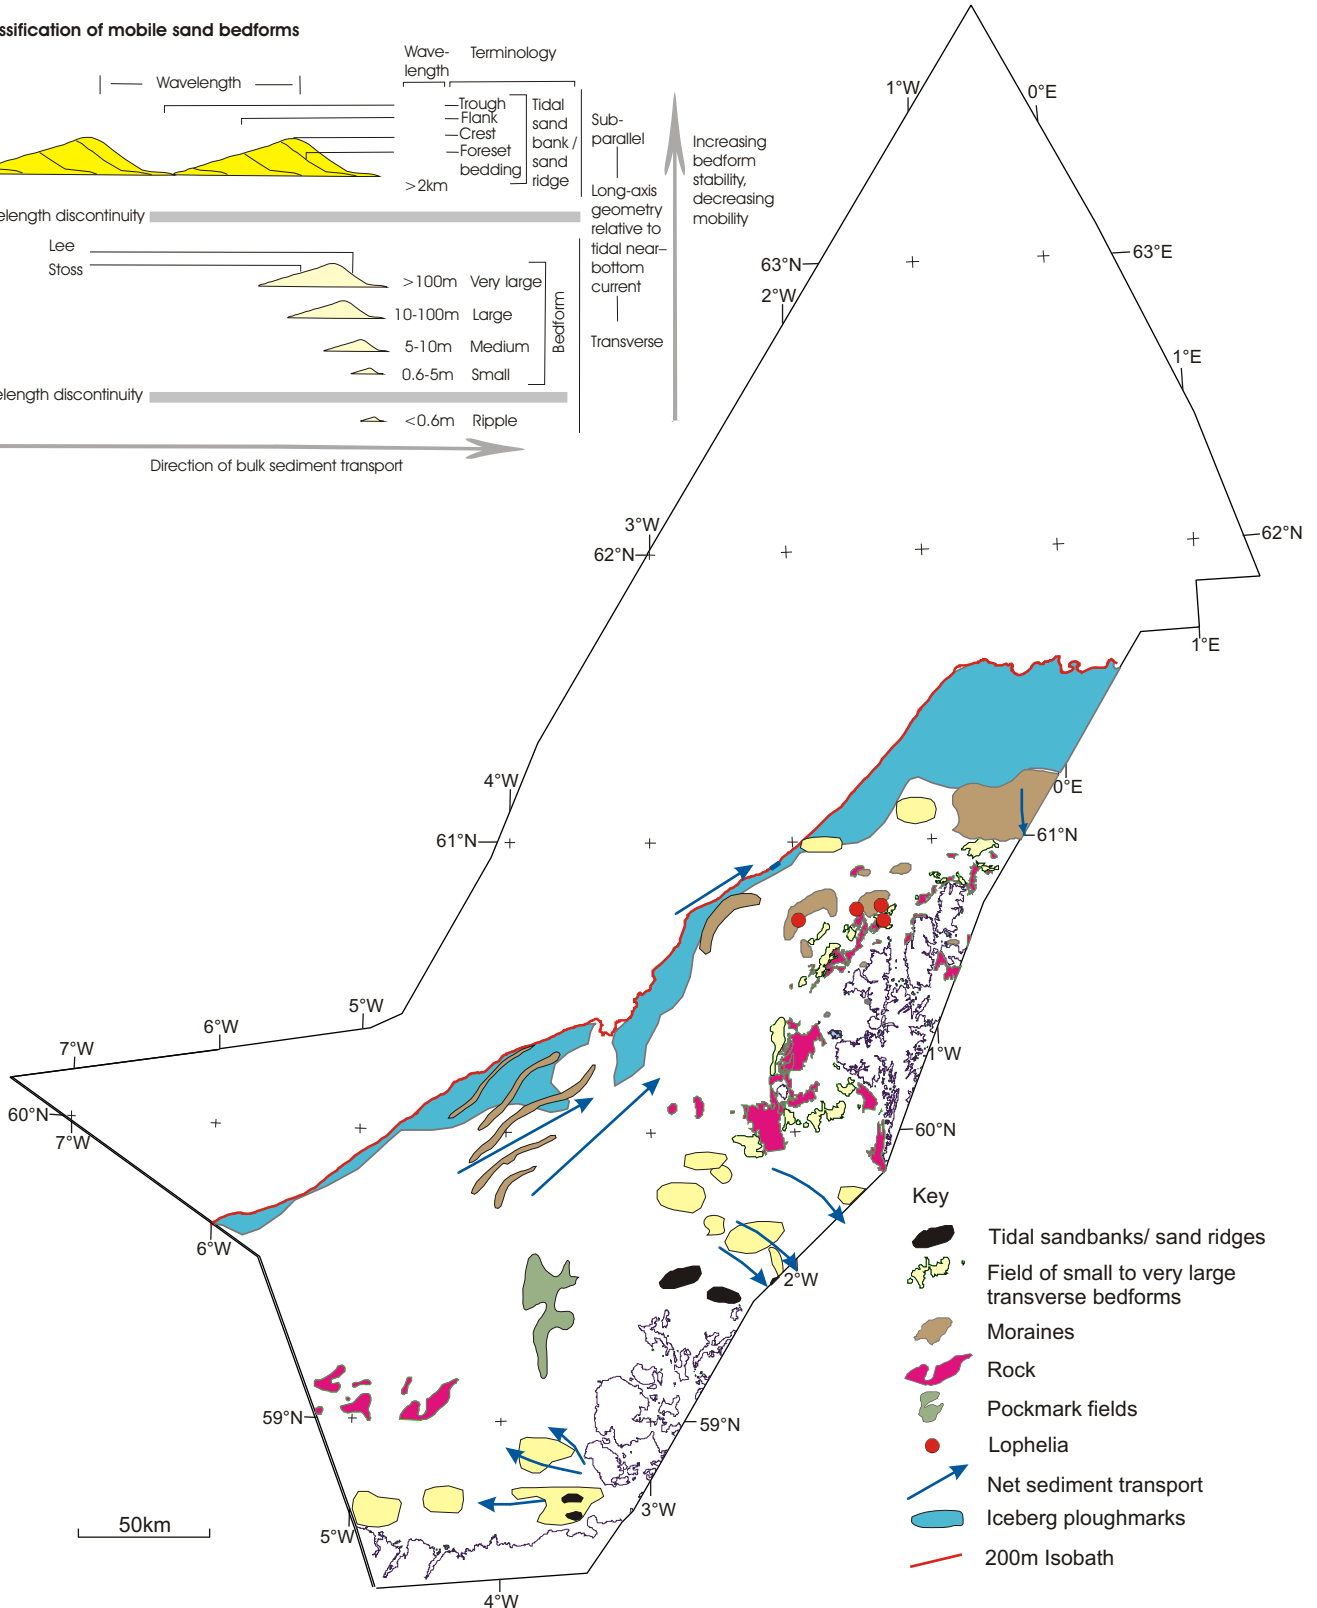 ssification of mobile sand bedforms
Wave-
length
Terminology
Wavelength
Trough
Flank
Crest
Foreset
bedding
>2km
Tidal
sand
bank /
sand
ridge
Sub-
parallel
Long-axis
geometry
relative to
tidal near–
bottom
current
Transverse
Increasing
bedform
stability,
decreasing
mobility
elength discontinuity
Lee
Stoss
>100m Very large
10-100m Large
5-10m Medium
0.6-5m Small
Bedform
elength discontinuity
<0.6m Ripple
Direction of bulk sediment transport
1°W
0°E
63°N
63°E
2°W
1°E
3°W
62°N
62°N
1°E
4°W
0°E
61°N
61°N
5°W
6°W
7°W
1°W
60°N
7°W
60°N
6°W
2°W
59°N
59°N
3°W
5°W
4°W
50km
Key
Tidal sandbanks/ sand ridges
Field of small to very large
transverse bedforms
Moraines
Rock
Pockmark fields
Lophelia
Net sediment transport
Iceberg ploughmarks
200m Isobath